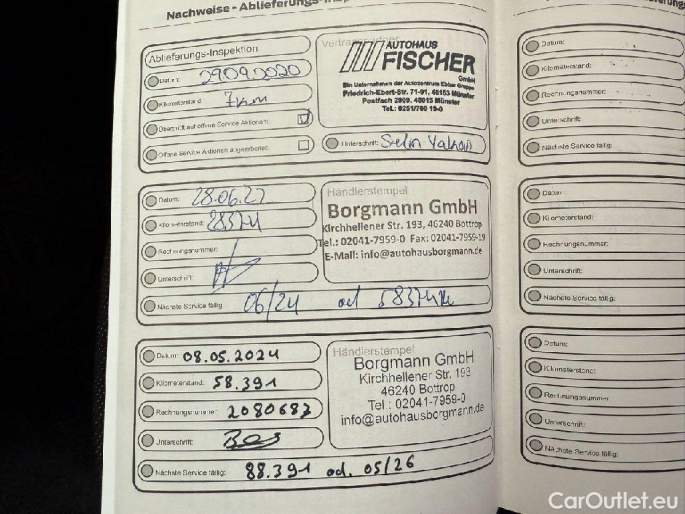 Nachweise - Ablieferungs-Inspe
Ablieferungs-Inspektion
Datum: 29092020
Kilometerstand: 7 km
Überprüft auf offene Service Aktionen:
Offene Service Aktionen abgearbeitet:
AUTOHAUS
FISCHER
GmbH
Ein Unternehmen der Autozentrum Ebbar Gruppe
Friedrich-Ebert-Str. 71-91, 48153 Münster
Postfach 2909, 48015 Münster
Tel.: 0251/780 15-0
Unterschrift:
Datum: 28.06.22
Kilometerstand: 28374
Rechnungsnummer: /
Unterschrift:
Nächste Service fällig: 06/24 od 58374 km
Händlerstempel
Borgmann GmbH
Kirchhellener Str. 193, 46240 Bottrop
Tel.: 02041-7959-0 Fax: 02041-7959-19
E-Mail: info@autohausborgmann.de
Datum: 08.05.2024
Kilometerstand: 58.391
Rechnungsnummer: 2080683
Unterschrift:
Nächste Service fällig: 88.391 od. 05/26
Händlerstempel
Borgmann GmbH
Kirchhellener Str. 193
46240 Bottrop
Tel : 02041-7959-0
info@autohausborgmann.de
Datum:
Kilometerstand:
Rechnungsnummer:
Unterschrift:
Nächste Service fällig:
Datum:
Kilometerstand:
Rechnungsnummer:
Unterschrift:
Nächste Service fällig:
Datum:
Kilometerstand:
Rechnungsnummer
Unterschrift:
Nächste Service fällig:
CarOutlet.eu